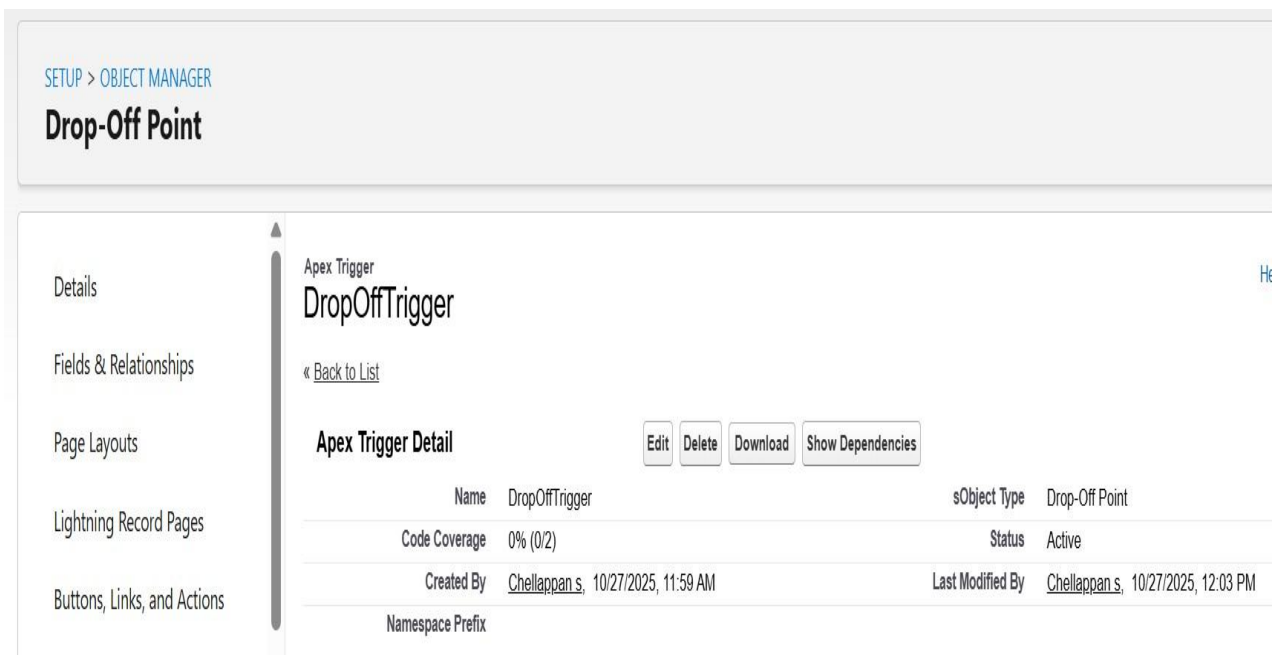 SETUP > OBJECT MANAGER
Drop-Off Point
Details
Fields & Relationships
Page Layouts
Lightning Record Pages
Buttons, Links, and Actions
Apex Trigger
DropOffTrigger
He
« Back to List
Apex Trigger Detail Edit Delete Download Show Dependencies
Name DropOffTrigger sObject Type Drop-Off Point
Code Coverage 0% (0/2) Status Active
Created By Chellappan s, 10/27/2025, 11:59 AM Last Modified By Chellappan s, 10/27/2025, 12:03 PM
Namespace Prefix